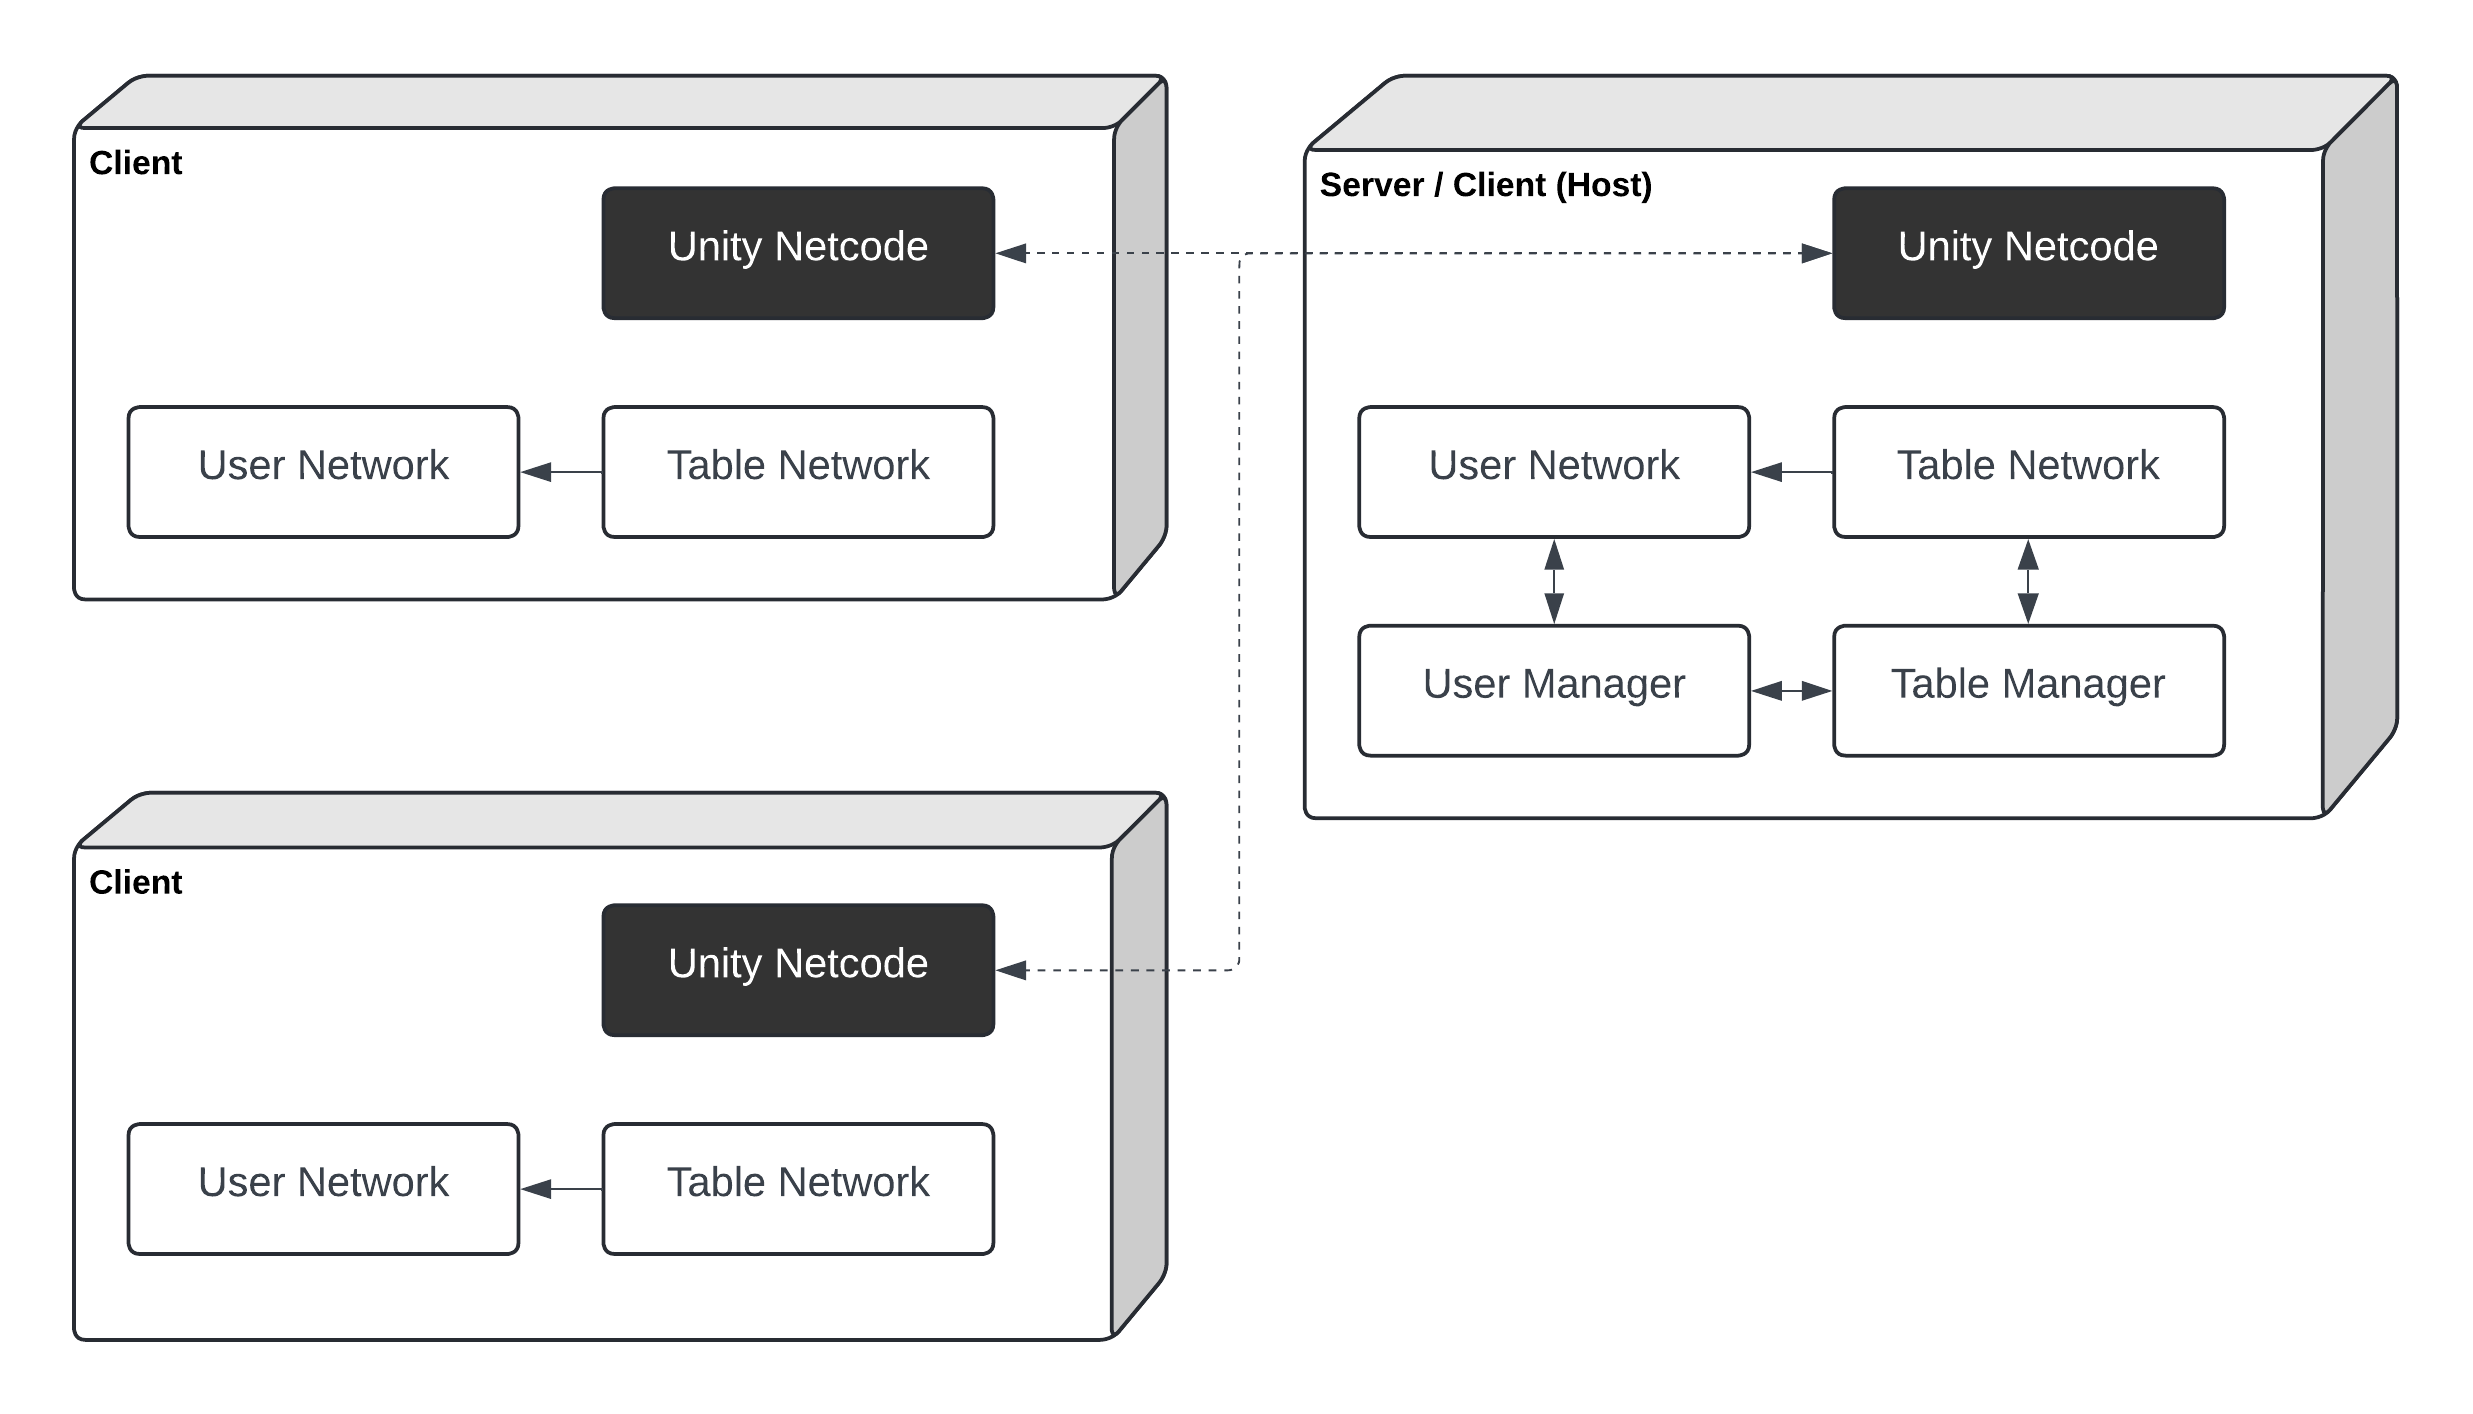 Client
Unity Netcode
User Network
Table Network
Server / Client (Host)
Unity Netcode
User Network
Table Network
User Manager
Table Manager
Client
Unity Netcode
User Network
Table Network